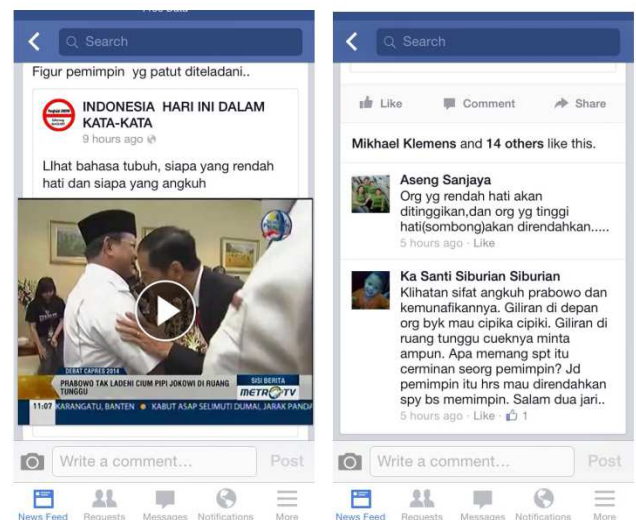 Free Data
Search
Figur pemimpin yg patut diteladani..
INDONESIA HARI INI DALAM
KATA-KATA
9 hours ago
LIhat bahasa tubuh, siapa yang rendah
hati dan siapa yang angkuh
DEBAT CAPRES 2014
PRABOWO TAK LADENI CIUM PIPI JOKOWI DI RUANG
TUNGGU
SISI BERITA
METRO TV
11:07 KARANGATU, BANTEN • KABUT ASAP SELIMUTI DUMAI, JARAK PANDA
Write a comment...
Post
News Feed
Requests
Messages
Notifications
More
Search
Like
Comment
Share
Mikhael Klemens and 14 others like this.
Aseng Sanjaya
Org yg rendah hati akan
ditinggikan,dan org yg tinggi
hati(sombong)akan direndahkan.....
5 hours ago · Like
Ka Santi Siburian Siburian
Klihatan sifat angkuh prabowo dan
kemunafikannya. Giliran di depan
org byk mau cipika cipiki. Giliran di
ruang tunggu cueknya minta
ampun. Apa memang spt itu
cerminan seorg pemimpin? Jd
pemimpin itu hrs mau direndahkan
spy bs memimpin. Salam dua jari..
5 hours ago · Like · 1
Write a comment...
Post
News Feed
Requests
Messages
Notifications
More